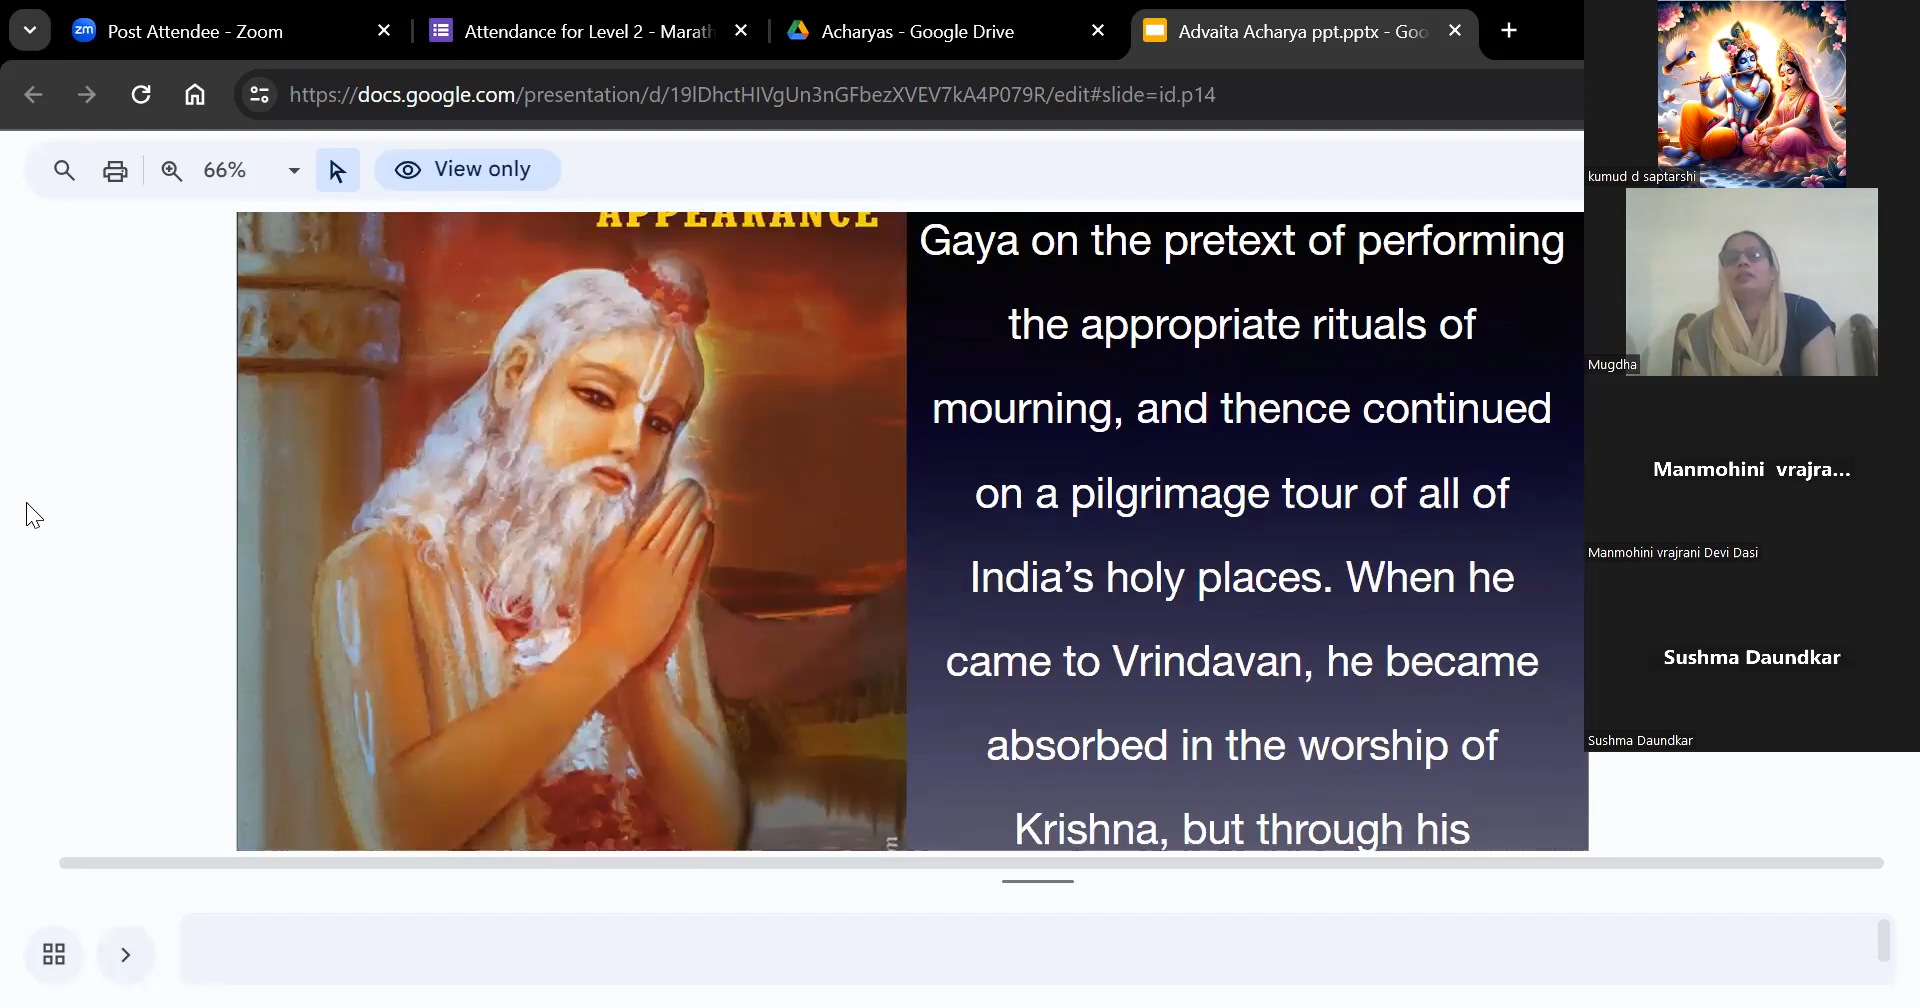 Post Attendee - Zoom
Attendance for Level 2 - Marath
Acharyas - Google Drive
Advaita Acharya ppt.pptx - Goo
https://docs.google.com/presentation/d/19IDhctHIVgUn3nGFbezXVEV7kA4P079R/edit#slide=id.p14
66%
View only
APPEARANCE
Gaya on the pretext of performing
the appropriate rituals of
mourning, and thence continued
on a pilgrimage tour of all of
India’s holy places. When he
came to Vrindavan, he became
absorbed in the worship of
Krishna, but through his
kumud d saptarshi
Mugdha
Manmohini vrajra...
Manmohini vrajrani Devi Dasi
Sushma Daundkar
Sushma Daundkar